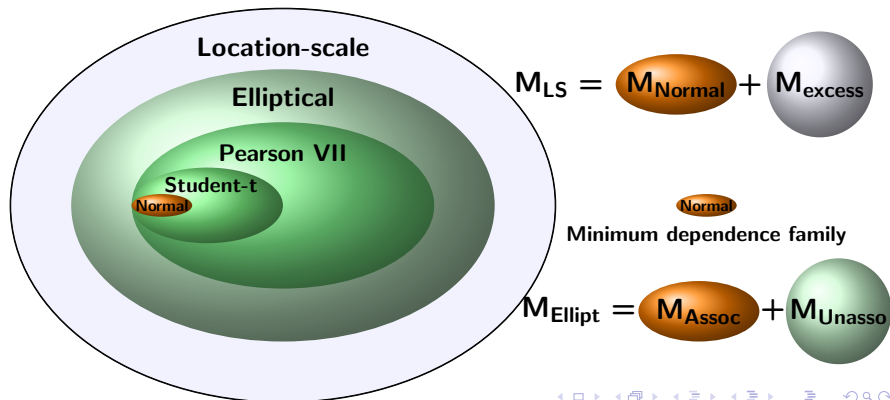 Location-scale
Elliptical
Pearson VII
Student-t
Normal
M_LS = M_Normal + M_excess
Normal
Minimum dependence family
M_Ellipt = M_Assoc + M_Unasso